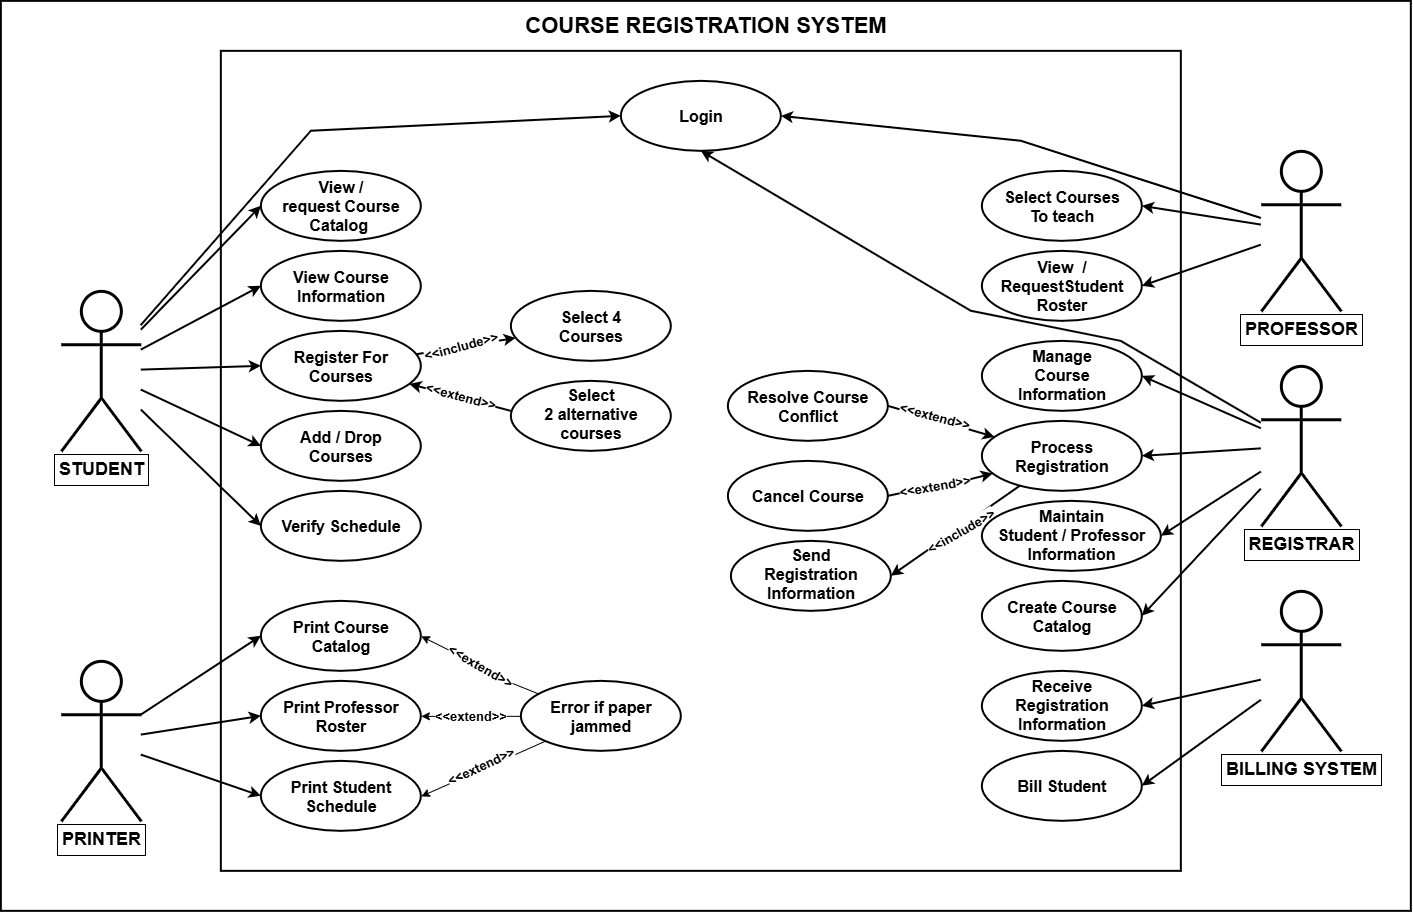 COURSE REGISTRATION SYSTEM
Login
View /
request Course
Catalog
View Course
Information
Register For
Courses
Add / Drop
Courses
Verify Schedule
<<include>>
<<extend>>
Select 4
Courses
Select
2 alternative
courses
STUDENT
Select Courses
To teach
View  /
RequestStudent
Roster
PROFESSOR
Manage
Course
Information
Resolve Course
Conflict
<<extend>>
Process
Registration
Cancel Course
<<extend>>
<<include>>
Send
Registration
Information
Maintain
Student / Professor
Information
Create Course
Catalog
REGISTRAR
Print Course
Catalog
Print Professor
Roster
Print Student
Schedule
<<extend>>
<<extend>>
<<extend>>
Error if paper
jammed
PRINTER
Receive
Registration
Information
Bill Student
BILLING SYSTEM